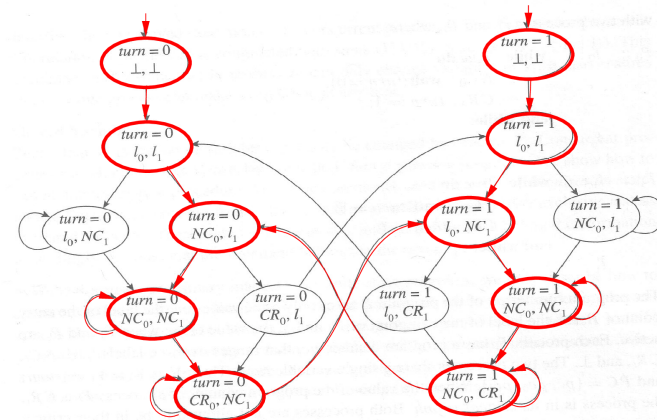 turn = 0
⊥, ⊥
turn = 1
⊥, ⊥
turn = 0
l₀, l₁
turn = 1
l₀, l₁
turn = 0
l₀, NC₁
turn = 0
NC₀, l₁
turn = 1
l₀, NC₁
turn = 1
NC₀, l₁
turn = 0
NC₀, NC₁
turn = 0
CR₀, l₁
turn = 1
l₀, CR₁
turn = 1
NC₀, NC₁
turn = 0
CR₀, NC₁
turn = 1
NC₀, CR₁